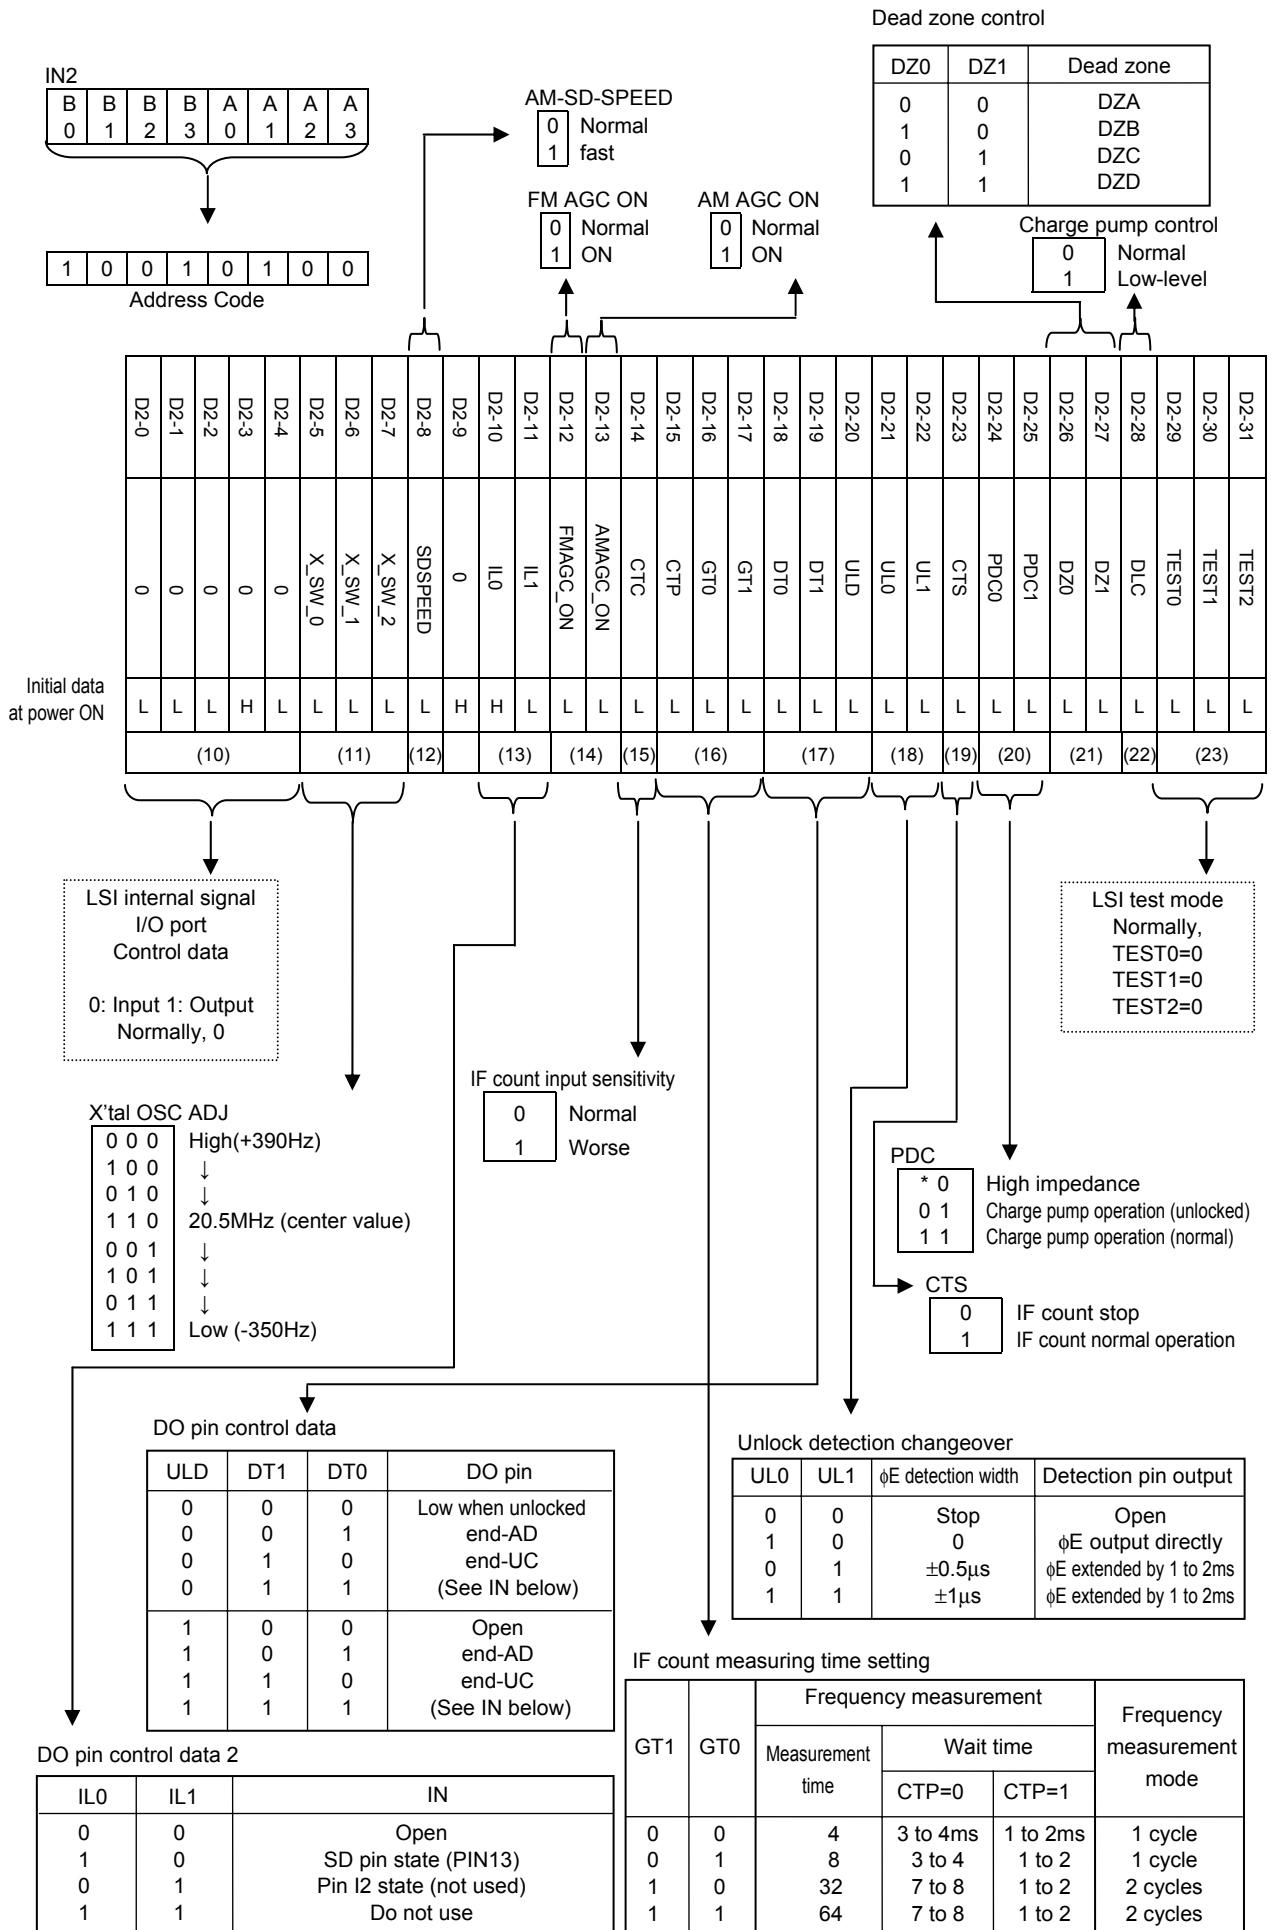 Dead zone control
DZ0 DZ1 Dead zone
0 0 DZA
1 0 DZB
0 1 DZC
1 1 DZD
IN2
B0 B1 B2 B3 A0 A1 A2 A3
1 0 0 1 0 1 0 0
Address Code
AM-SD-SPEED
0 Normal
1 fast
FM AGC ON
0 Normal
1 ON
AM AGC ON
0 Normal
1 ON
Charge pump control
0 Normal
1 Low-level
D2-0 D2-1 D2-2 D2-3 D2-4 D2-5 D2-6 D2-7 D2-8 D2-9 D2-10 D2-11 D2-12 D2-13 D2-14 D2-15 D2-16 D2-17 D2-18 D2-19 D2-20 D2-21 D2-22 D2-23 D2-24 D2-25 D2-26 D2-27 D2-28 D2-29 D2-30 D2-31
0 0 0 0 0 X_SW_0 X_SW_1 X_SW_2 SDSPEED 0 IL0 IL1 FMAGC_ON AMAGC_ON CTC CTP GT0 GT1 DT0 DT1 ULD UL0 UL1 CTS PDC0 PDC1 DZ0 DZ1 DLC TEST0 TEST1 TEST2
Initial data
at power ON
L L L H L L L L L H H L L L L L L L L L L L L L L L L L L L L L
(10) (11) (12) (13) (14) (15) (16) (17) (18) (19) (20) (21) (22) (23)
LSI internal signal
I/O port
Control data
0: Input 1: Output
Normally, 0
LSI test mode
Normally,
TEST0=0
TEST1=0
TEST2=0
IF count input sensitivity
0 Normal
1 Worse
X'tal OSC ADJ
0 0 0 High(+390Hz)
1 0 0 ↓
0 1 0 ↓
1 1 0 20.5MHz (center value)
0 0 1 ↓
1 0 1 ↓
0 1 1 ↓
1 1 1 Low (-350Hz)
PDC
* 0 High impedance
0 1 Charge pump operation (unlocked)
1 1 Charge pump operation (normal)
CTS
0 IF count stop
1 IF count normal operation
DO pin control data
ULD DT1 DT0 DO pin
0 0 0 Low when unlocked
0 0 1 end-AD
0 1 0 end-UC
0 1 1 (See IN below)
1 0 0 Open
1 0 1 end-AD
1 1 0 end-UC
1 1 1 (See IN below)
Unlock detection changeover
UL0 UL1 ϕE detection width Detection pin output
0 0 Stop Open
1 0 0 ϕE output directly
0 1 ±0.5µs ϕE extended by 1 to 2ms
1 1 ±1µs ϕE extended by 1 to 2ms
DO pin control data 2
IL0 IL1 IN
0 0 Open
1 0 SD pin state (PIN13)
0 1 Pin I2 state (not used)
1 1 Do not use
IF count measuring time setting
GT1 GT0 Frequency measurement Frequency measurement mode
Measurement time Wait time
CTP=0 CTP=1
0 0 4 3 to 4ms 1 to 2ms 1 cycle
0 1 8 3 to 4 1 to 2 1 cycle
1 0 32 7 to 8 1 to 2 2 cycles
1 1 64 7 to 8 1 to 2 2 cycles